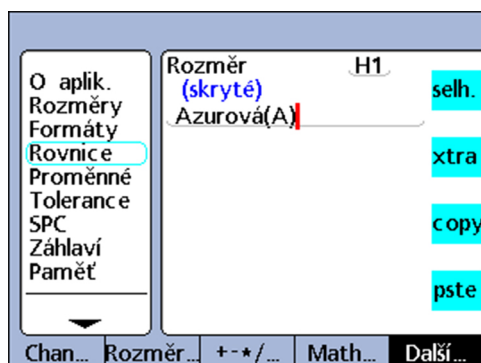 O aplik.
Rozměry
Formáty
Rovnice
Proměnné
Tolerance
SPC
Záhlaví
Paměť
Rozměr H1
(skryté)
Azurová(A)
selh.
xtra
copy
pste
Chan... Rozměr... +-*/... Math... Další...